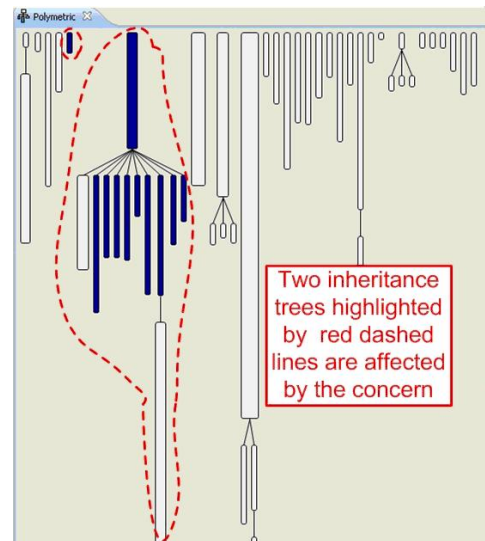 Polymetric
Two inheritance
trees highlighted
by red dashed
lines are affected
by the concern